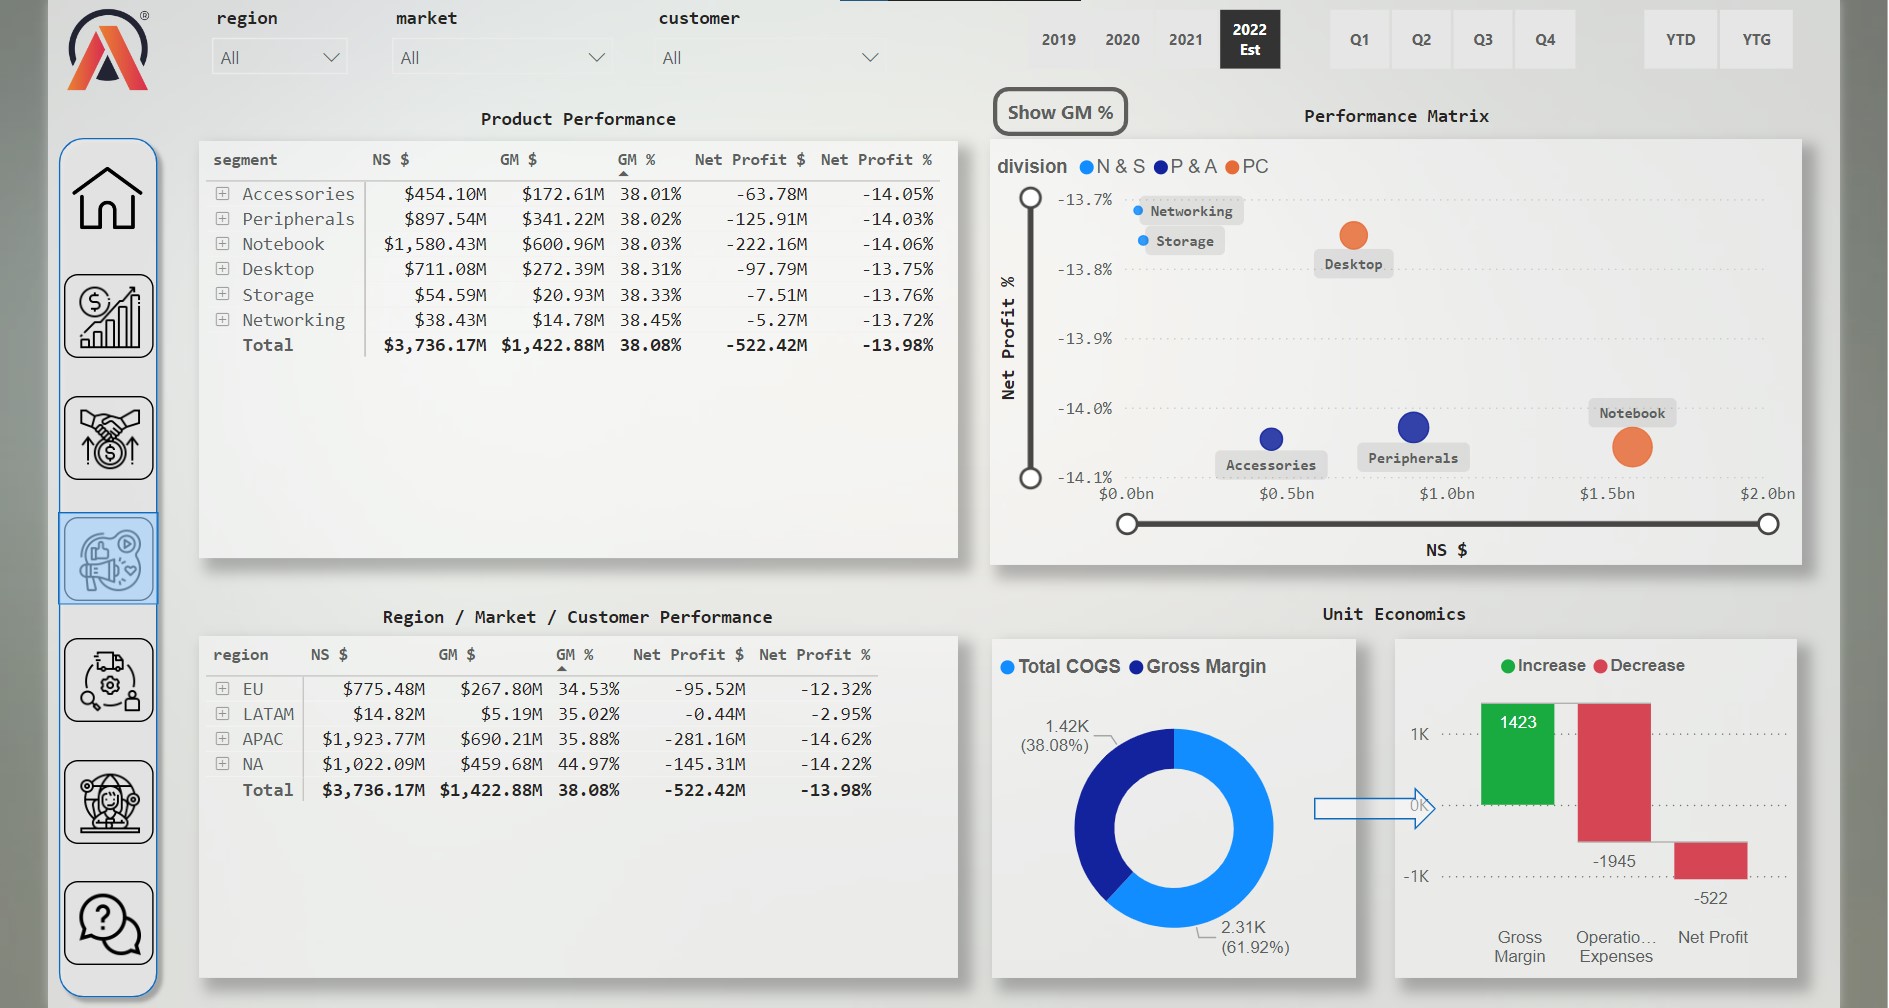 ®
region
market
customer
All
All
All
2019
2020
2021
2022
Est
Q1
Q2
Q3
Q4
YTD
YTG
Product Performance
segment NS $ GM $ GM % Net Profit $ Net Profit %
Accessories $454.10M $172.61M 38.01% -63.78M -14.05%
Peripherals $897.54M $341.22M 38.02% -125.91M -14.03%
Notebook $1,580.43M $600.96M 38.03% -222.16M -14.06%
Desktop $711.08M $272.39M 38.31% -97.79M -13.75%
Storage $54.59M $20.93M 38.33% -7.51M -13.76%
Networking $38.43M $14.78M 38.45% -5.27M -13.72%
Total $3,736.17M $1,422.88M 38.08% -522.42M -13.98%
Show GM %
Performance Matrix
division N & S P & A PC
-13.7%
Networking
Storage
Desktop
-13.8%
Net Profit %
-13.9%
-14.0%
Notebook
Peripherals
Accessories
-14.1%
$0.0bn $0.5bn $1.0bn $1.5bn $2.0bn
NS $
Region / Market / Customer Performance
region NS $ GM $ GM % Net Profit $ Net Profit %
EU $775.48M $267.80M 34.53% -95.52M -12.32%
LATAM $14.82M $5.19M 35.02% -0.44M -2.95%
APAC $1,923.77M $690.21M 35.88% -281.16M -14.62%
NA $1,022.09M $459.68M 44.97% -145.31M -14.22%
Total $3,736.17M $1,422.88M 38.08% -522.42M -13.98%
Unit Economics
Total COGS Gross Margin
1.42K
(38.08%)
2.31K
(61.92%)
Increase Decrease
1423
1K
0K
-1945
-1K
-522
Gross
Margin
Operatio...
Expenses
Net Profit
$
$
?